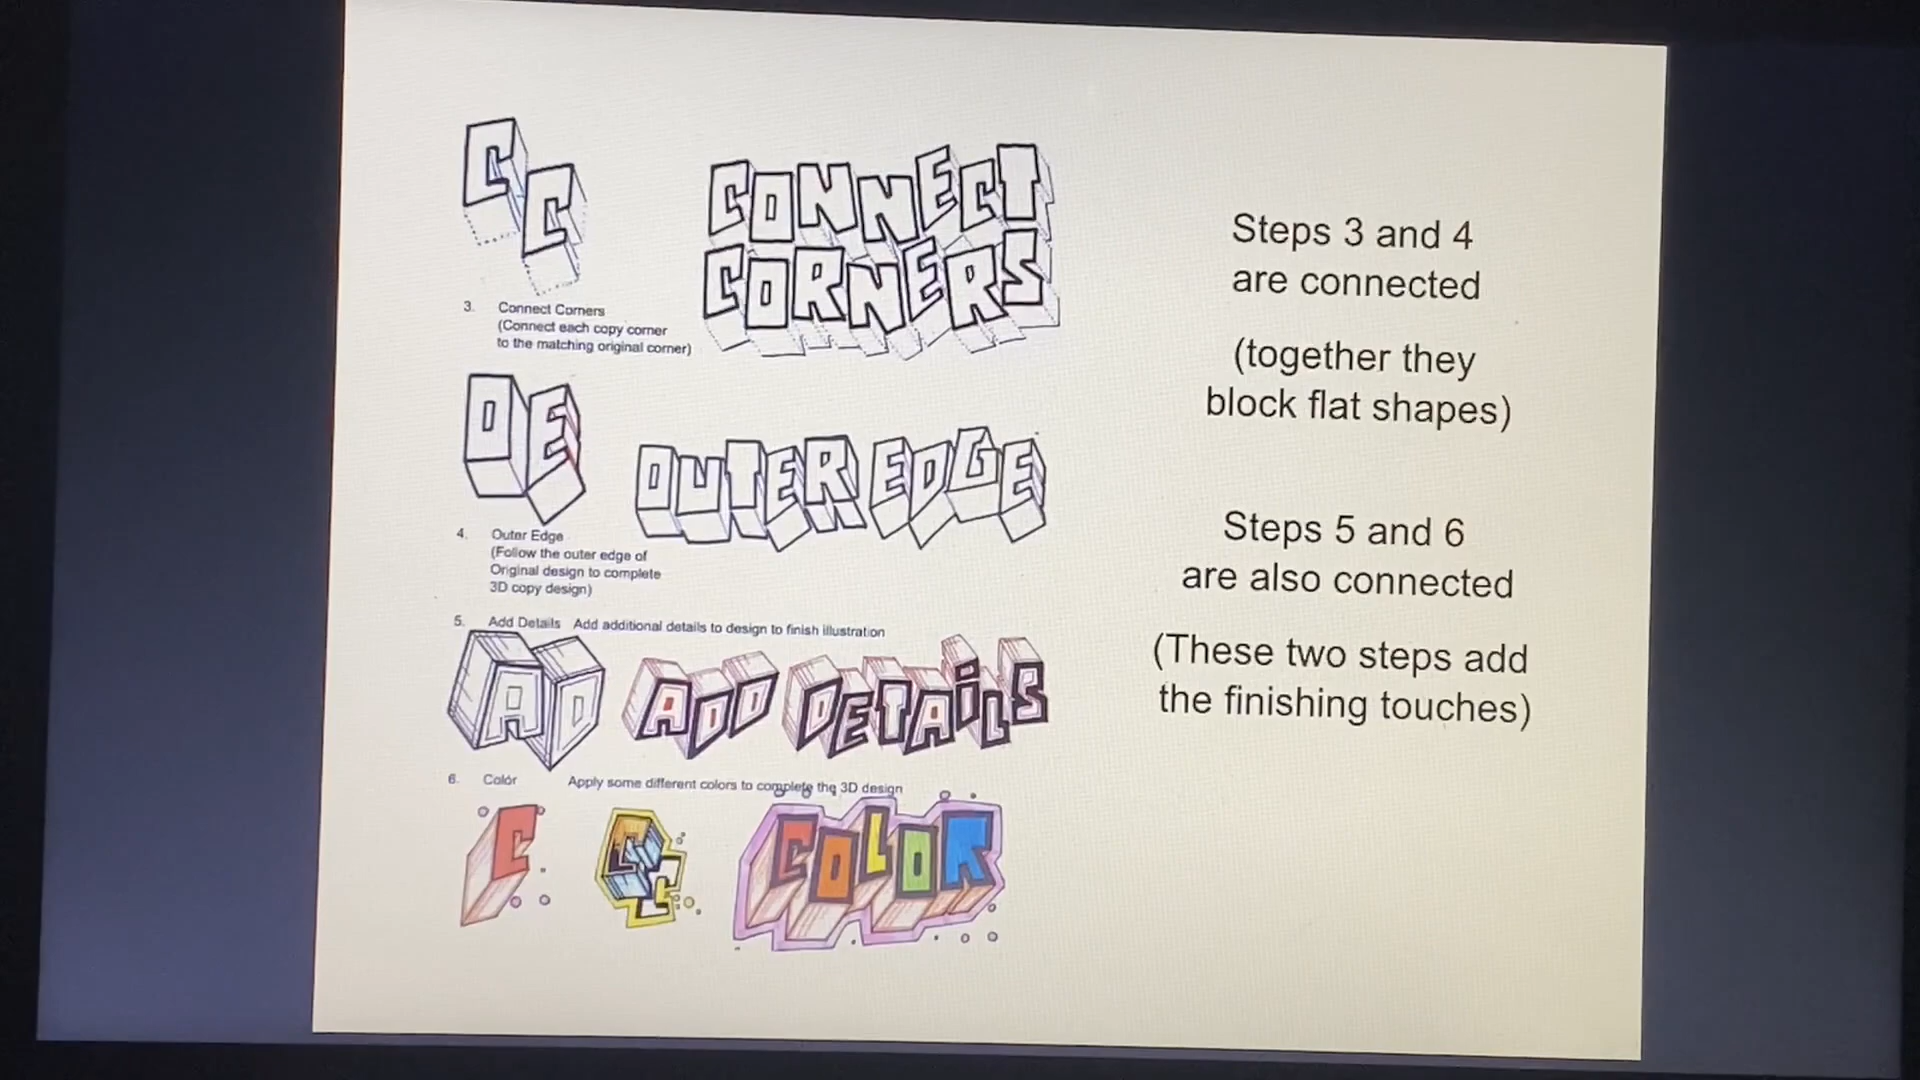 CC
CONNECT
CORNERS
3. Connect Corners
(Connect each copy corner
to the matching original corner)
OE
OUTER EDGE
4. Outer Edge
(Follow the outer edge of
Original design to complete
3D copy design)
5. Add Details Add additional details to design to finish illustration
AD
ADD DETAiLS
6. Color Apply some different colors to complete the 3D design
C
CC
COLOR
Steps 3 and 4
are connected
(together they
block flat shapes)
Steps 5 and 6
are also connected
(These two steps add
the finishing touches)